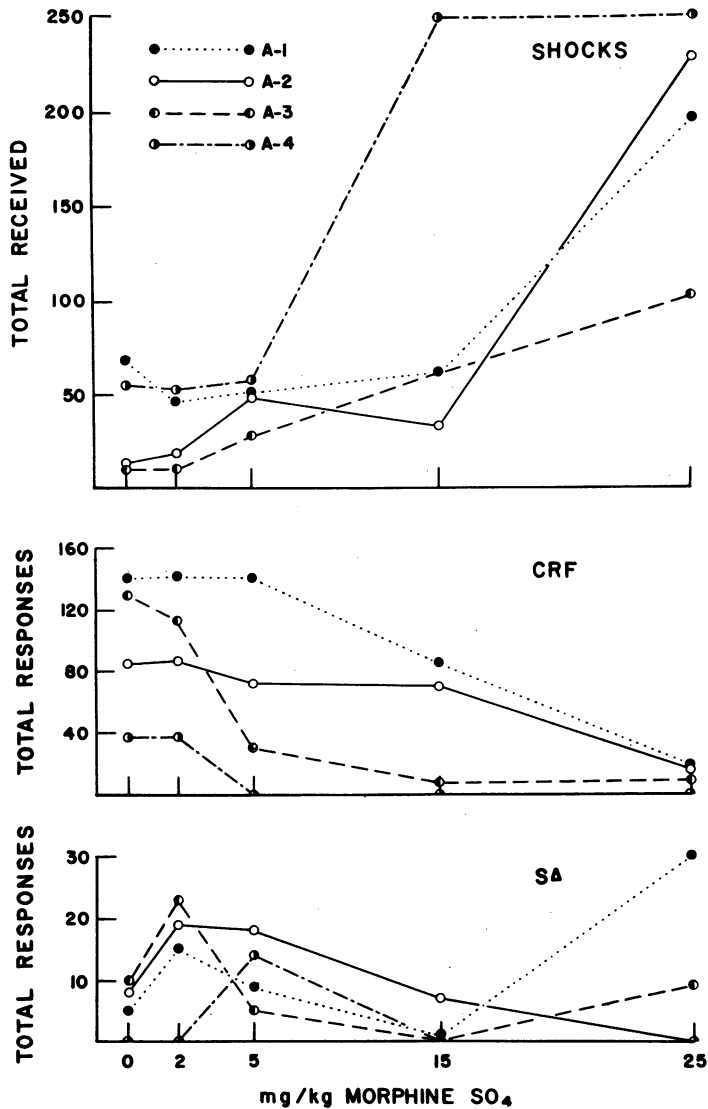 250
200
150
100
50
TOTAL RECEIVED
A-1
A-2
A-3
A-4
SHOCKS
160
120
80
40
TOTAL RESPONSES
CRF
30
20
10
TOTAL RESPONSES
SΔ
0 2 5 15 25
mg/kg MORPHINE SO₄